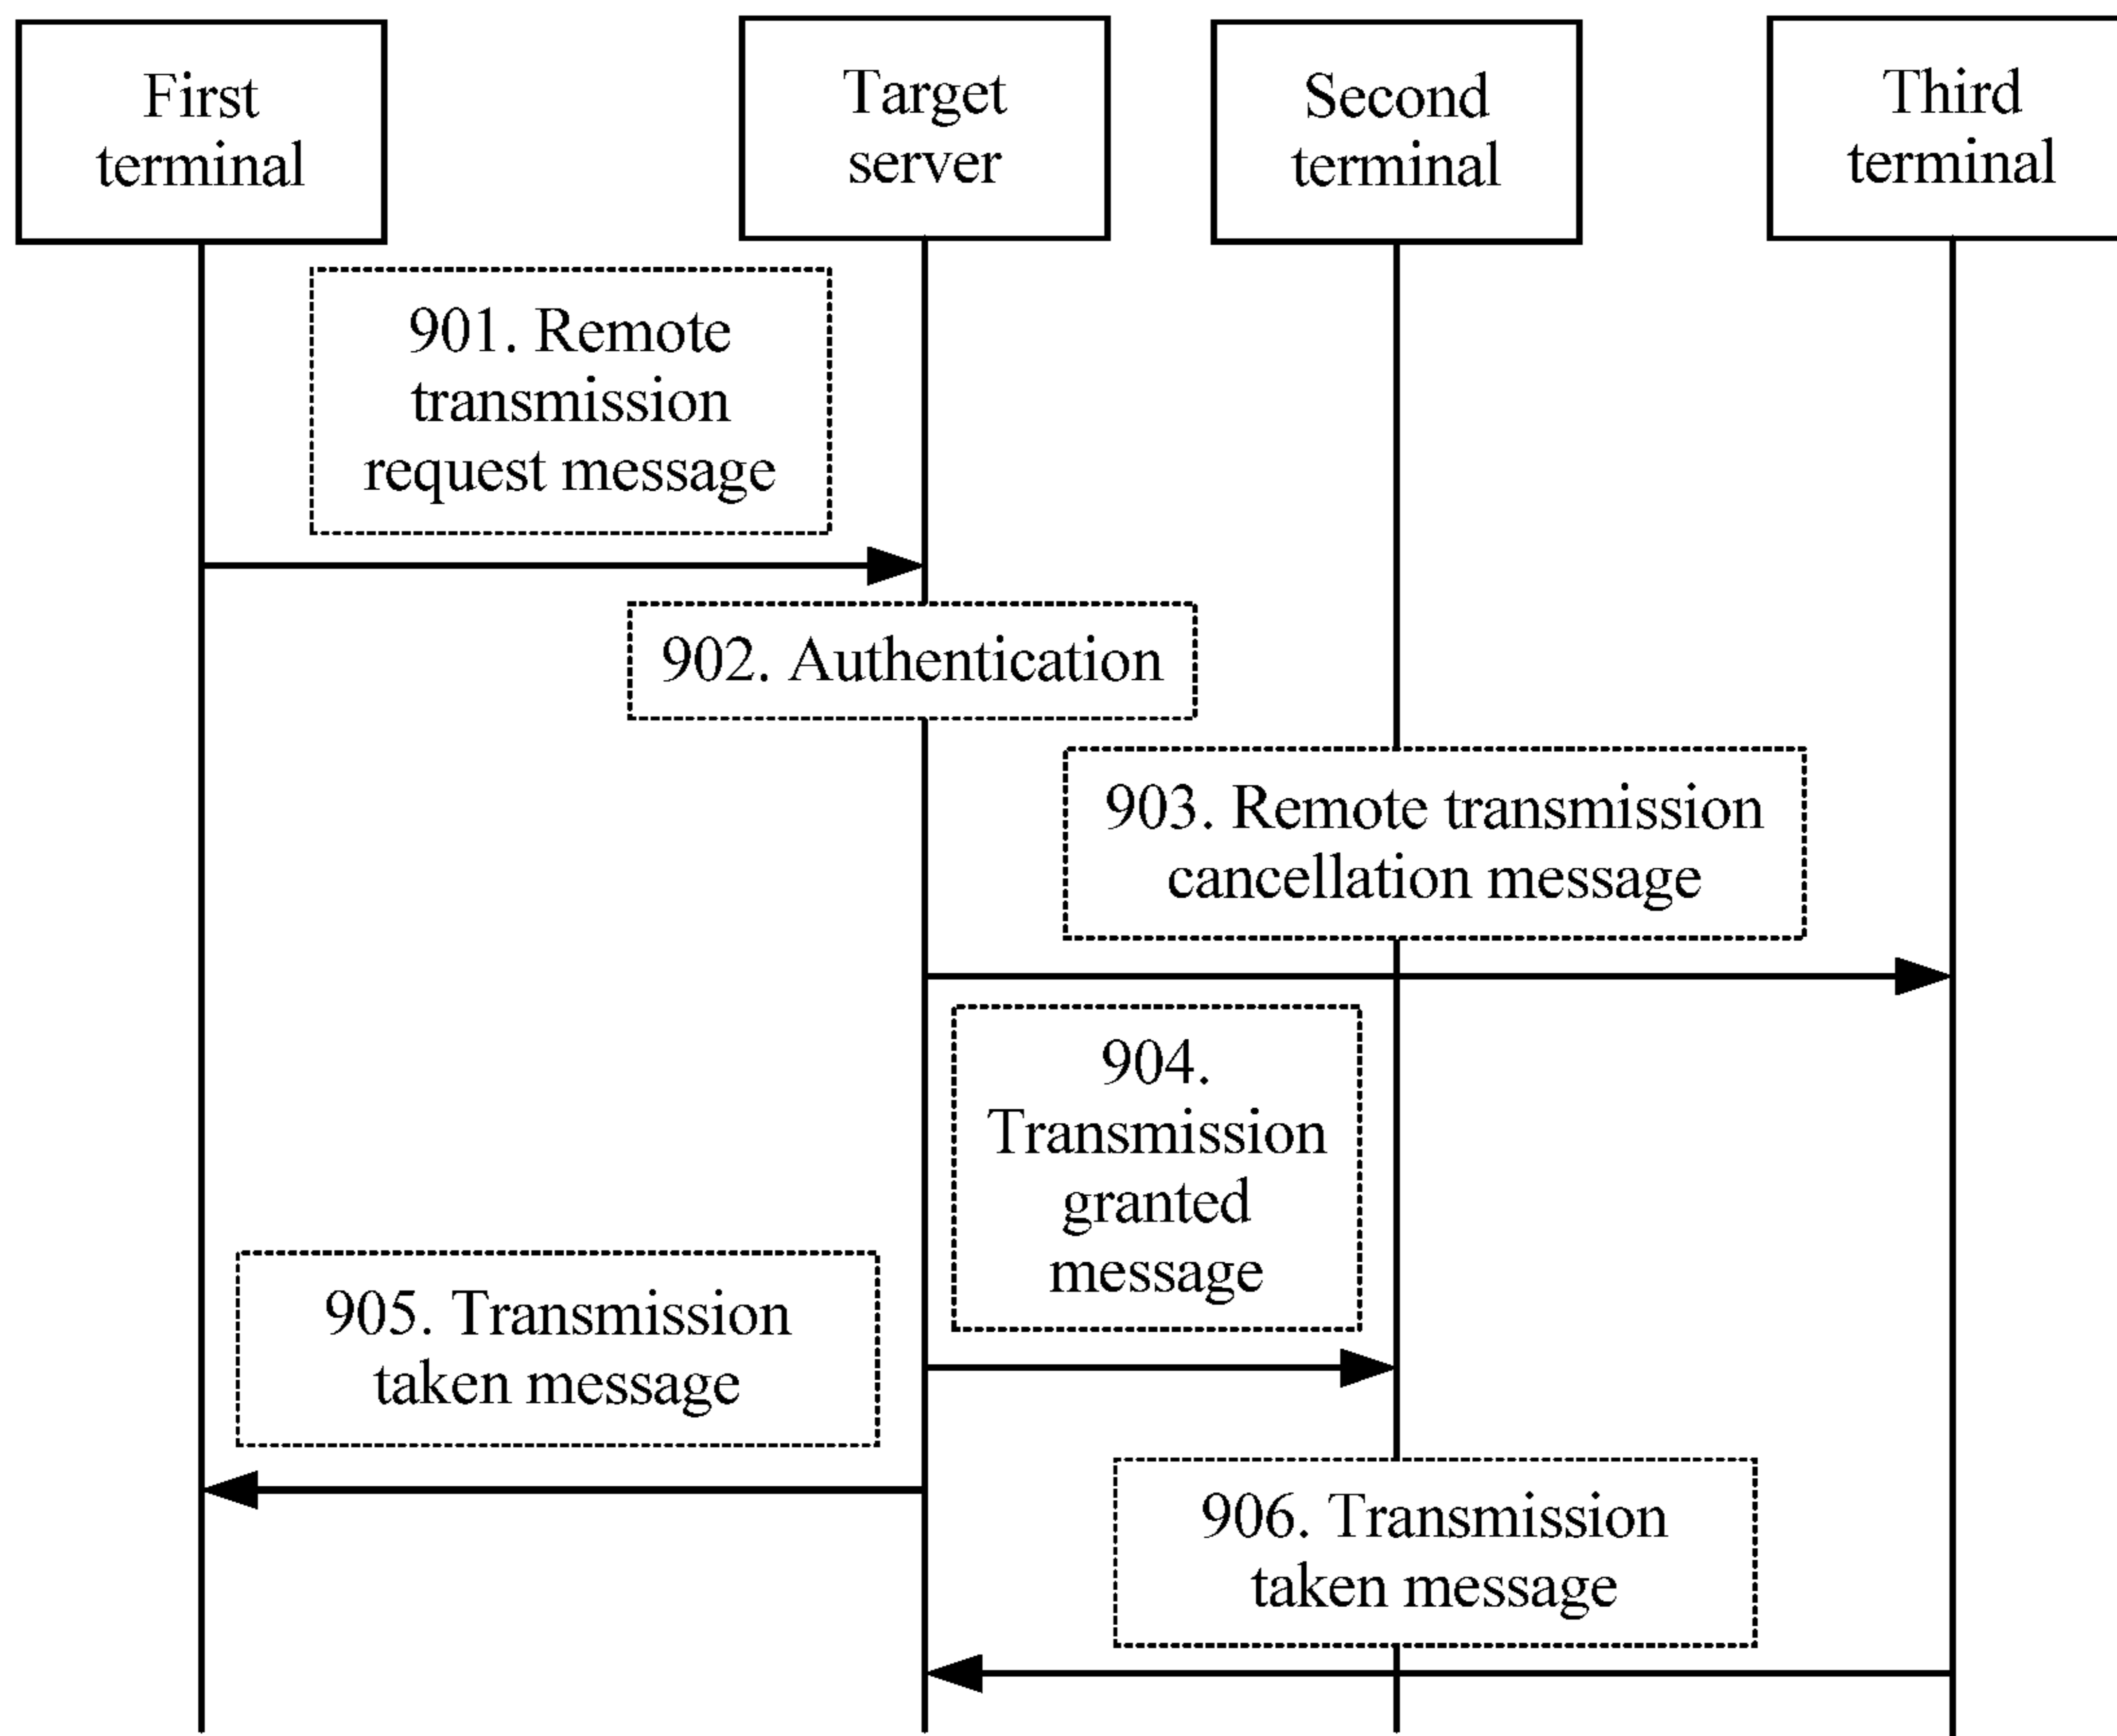 First
terminal
Target
server
Second
terminal
Third
terminal
901. Remote
transmission
request message
902. Authentication
903. Remote transmission
cancellation message
904.
Transmission
granted
message
905. Transmission
taken message
906. Transmission
taken message